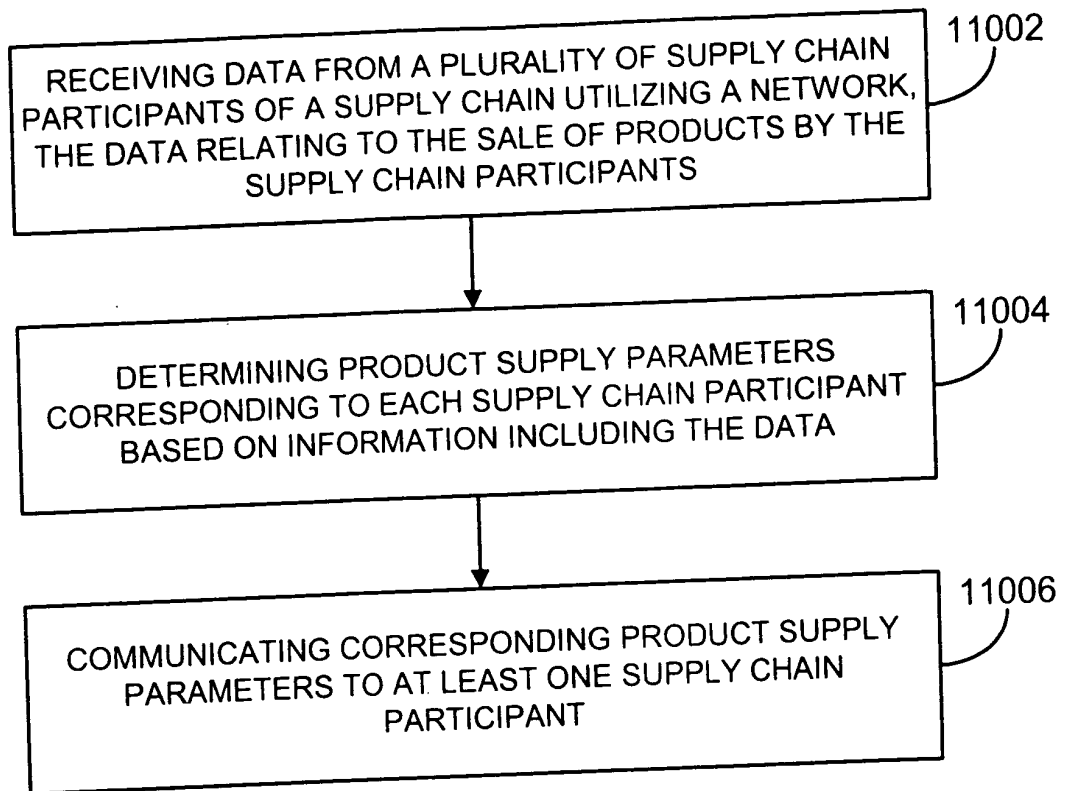 11002
RECEIVING DATA FROM A PLURALITY OF SUPPLY CHAIN
PARTICIPANTS OF A SUPPLY CHAIN UTILIZING A NETWORK,
THE DATA RELATING TO THE SALE OF PRODUCTS BY THE
SUPPLY CHAIN PARTICIPANTS
11004
DETERMINING PRODUCT SUPPLY PARAMETERS
CORRESPONDING TO EACH SUPPLY CHAIN PARTICIPANT
BASED ON INFORMATION INCLUDING THE DATA
11006
COMMUNICATING CORRESPONDING PRODUCT SUPPLY
PARAMETERS TO AT LEAST ONE SUPPLY CHAIN
PARTICIPANT